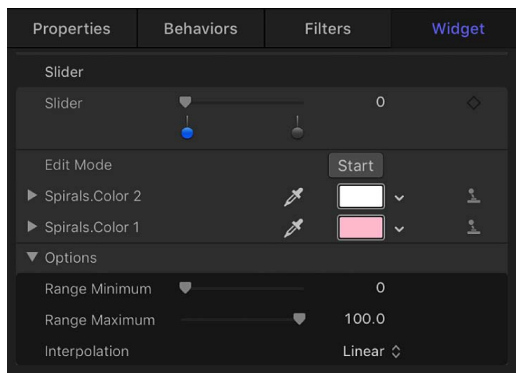 Properties Behaviors Filters Widget
Slider
Slider 0
Edit Mode Start
Spirals.Color 2
Spirals.Color 1
Options
Range Minimum 0
Range Maximum 100.0
Interpolation Linear